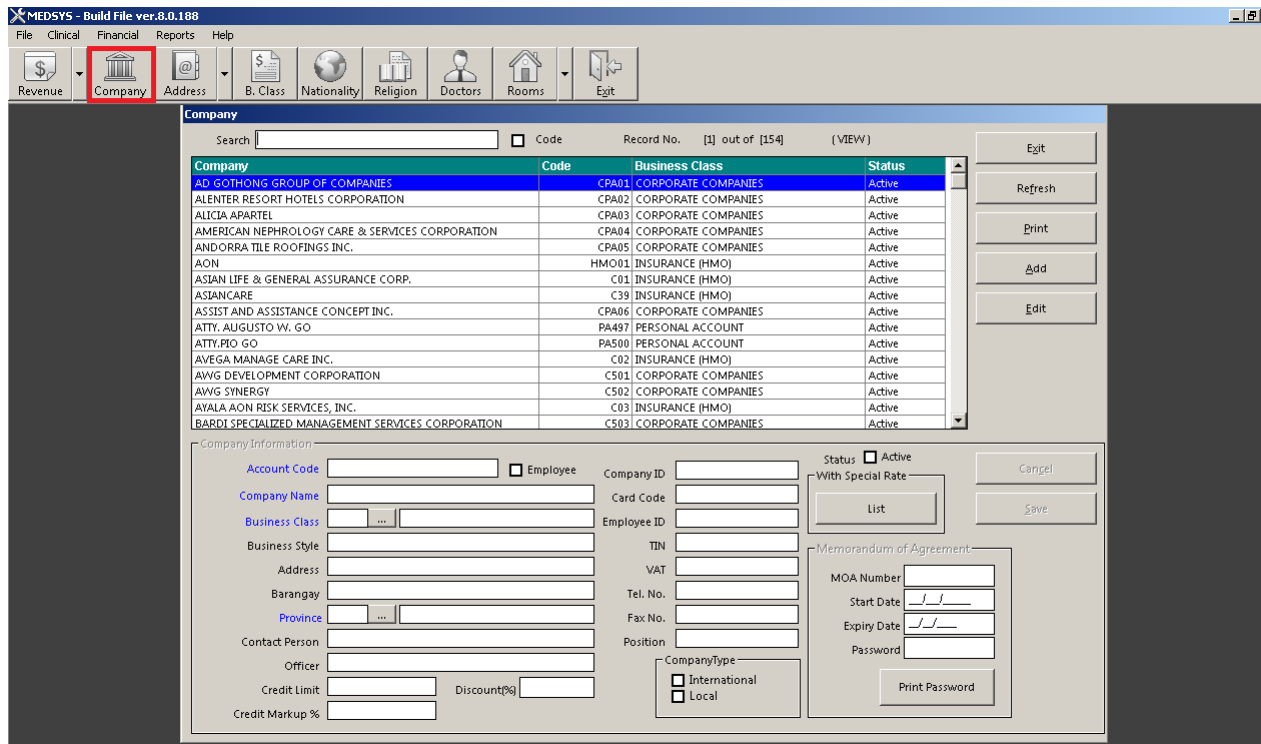 MEDSYS - Build File ver.8.0.188
File Clinical Financial Reports Help
Revenue Company Address B. Class Nationality Religion Doctors Rooms Exit
Company
Search Code Record No. [1] out of [154] (VIEW) Exit
Company Code Business Class Status
AD GOTHONG GROUP OF COMPANIES CPA01 CORPORATE COMPANIES Active
Refresh
ALENTER RESORT HOTELS CORPORATION CPA02 CORPORATE COMPANIES Active
ALICIA APARTEL CPA03 CORPORATE COMPANIES Active
AMERICAN NEPHROLOGY CARE & SERVICES CORPORATION CPA04 CORPORATE COMPANIES Active
Print
ANDORRA TILE ROOFINGS INC. CPA05 CORPORATE COMPANIES Active
AON HMO01 INSURANCE (HMO) Active
Add
ASIAN LIFE & GENERAL ASSURANCE CORP. C01 INSURANCE (HMO) Active
ASIANCARE C39 INSURANCE (HMO) Active
Edit
ASSIST AND ASSISTANCE CONCEPT INC. CPA06 CORPORATE COMPANIES Active
ATTY. AUGUSTO W. GO PA497 PERSONAL ACCOUNT Active
ATTY.PIO GO PA500 PERSONAL ACCOUNT Active
AVEGA MANAGE CARE INC. C02 INSURANCE (HMO) Active
AWG DEVELOPMENT CORPORATION C501 CORPORATE COMPANIES Active
AWG SYNERGY C502 CORPORATE COMPANIES Active
AYALA AON RISK SERVICES, INC. C03 INSURANCE (HMO) Active
BARDI SPECIALIZED MANAGEMENT SERVICES CORPORATION C503 CORPORATE COMPANIES Active
Company Information
Account Code Employee Company ID Status Active Cancel
Company Name Card Code With Special Rate
Business Class ... Employee ID List Save
Business Style TIN Memorandum of Agreement
Address VAT MOA Number
Barangay Tel. No. Start Date __/__/____
Province ... Fax No. Expiry Date __/__/____
Contact Person Position Password
Officer CompanyType
Credit Limit Discount(%) International Print Password
Local
Credit Markup %